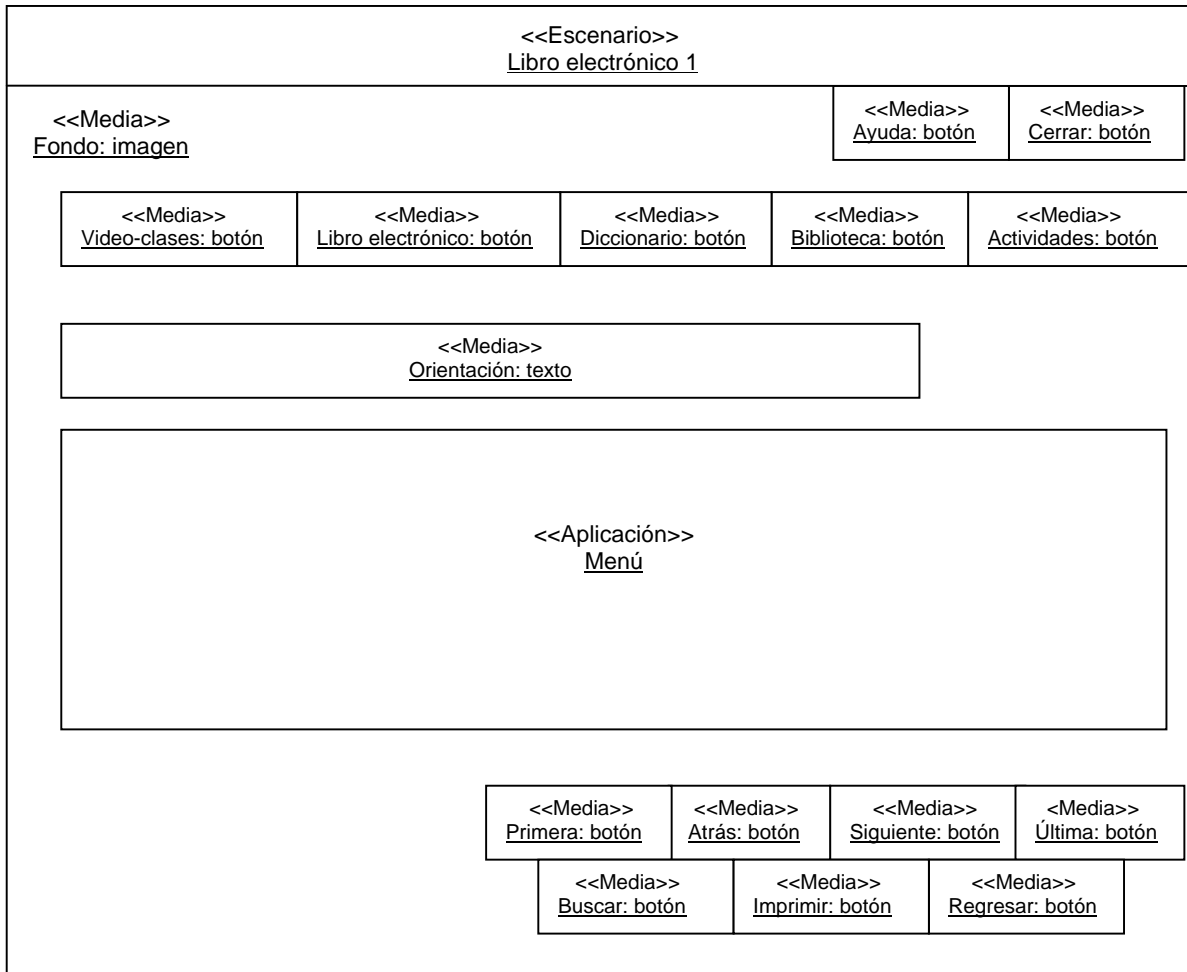 <<Escenario>>
Libro electrónico 1
<<Media>>
Fondo: imagen
<<Media>>
Ayuda: botón
<<Media>>
Cerrar: botón
<<Media>>
Video-clases: botón
<<Media>>
Libro electrónico: botón
<<Media>>
Diccionario: botón
<<Media>>
Biblioteca: botón
<<Media>>
Actividades: botón
<<Media>>
Orientación: texto
<<Aplicación>>
Menú
<<Media>>
Primera: botón
<<Media>>
Atrás: botón
<<Media>>
Siguiente: botón
<Media>>
Última: botón
<<Media>>
Buscar: botón
<<Media>>
Imprimir: botón
<<Media>>
Regresar: botón